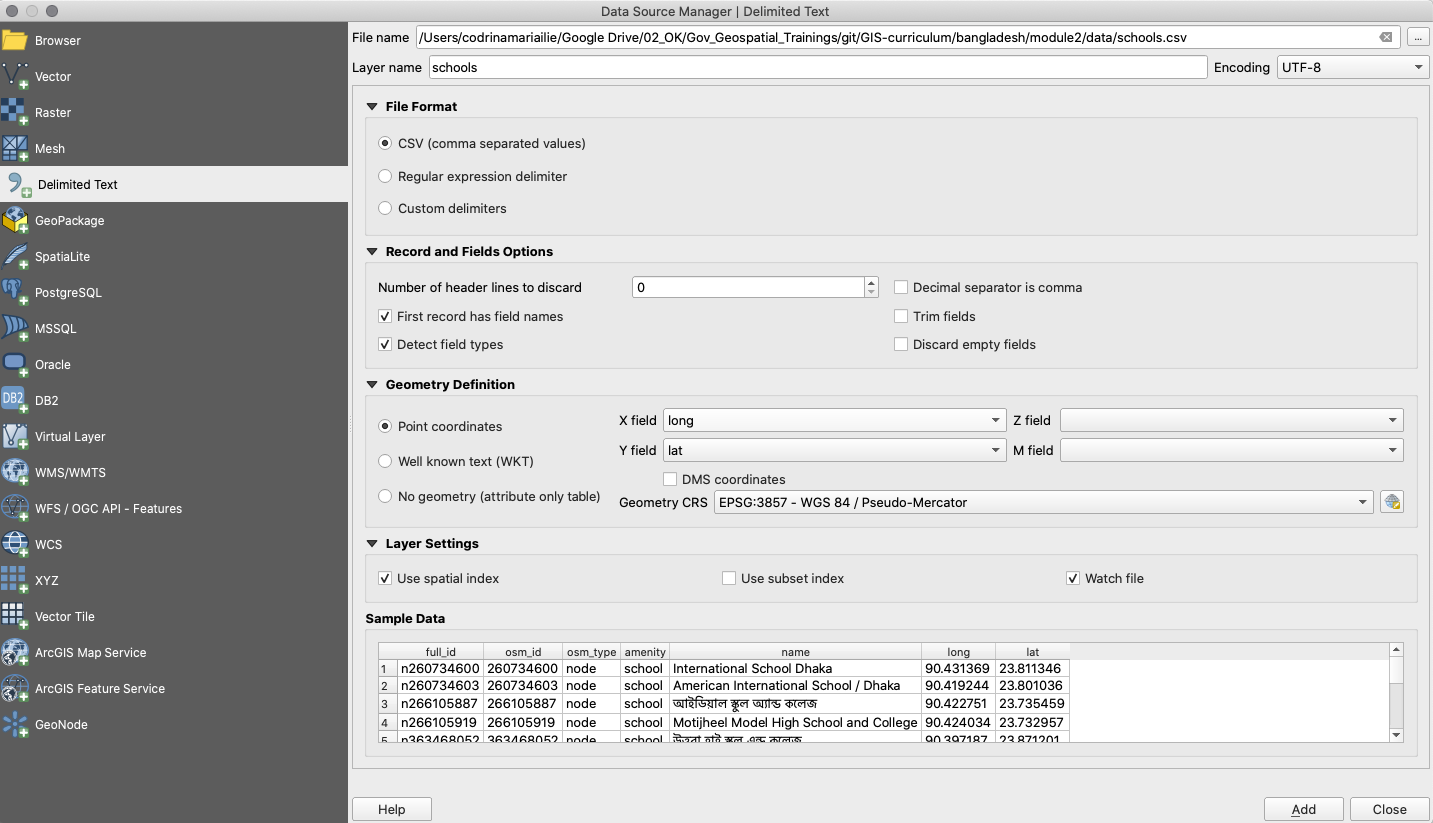 Data Source Manager | Delimited Text
Browser
Vector
Raster
Mesh
Delimited Text
GeoPackage
SpatiaLite
PostgreSQL
MSSQL
Oracle
DB2
DB2
Virtual Layer
WMS/WMTS
WFS / OGC API - Features
WCS
XYZ
Vector Tile
ArcGIS Map Service
ArcGIS Feature Service
GeoNode
File name /Users/codrinamariailie/Google Drive/02_OK/Gov_Geospatial_Trainings/git/GIS-curriculum/bangladesh/module2/data/schools.csv ...
Layer name schools Encoding UTF-8
File Format
CSV (comma separated values)
Regular expression delimiter
Custom delimiters
Record and Fields Options
Number of header lines to discard 0 Decimal separator is comma
First record has field names Trim fields
Detect field types Discard empty fields
Geometry Definition
Point coordinates X field long Z field
Well known text (WKT) Y field lat M field
DMS coordinates
No geometry (attribute only table) Geometry CRS EPSG:3857 - WGS 84 / Pseudo-Mercator
Layer Settings
Use spatial index Use subset index Watch file
Sample Data
full_id osm_id osm_type amenity name long lat
1 n260734600 260734600 node school International School Dhaka 90.431369 23.811346
2 n260734603 260734603 node school American International School / Dhaka 90.419244 23.801036
3 n266105887 266105887 node school আইডিয়াল স্কুল অ্যান্ড কলেজ 90.422751 23.735459
4 n266105919 266105919 node school Motijheel Model High School and College 90.424034 23.732957
5 n363468052 363468052 node school উত্তরা হাই স্কুল এন্ড কলেজ 90.397187 23.871201
Help Add Close